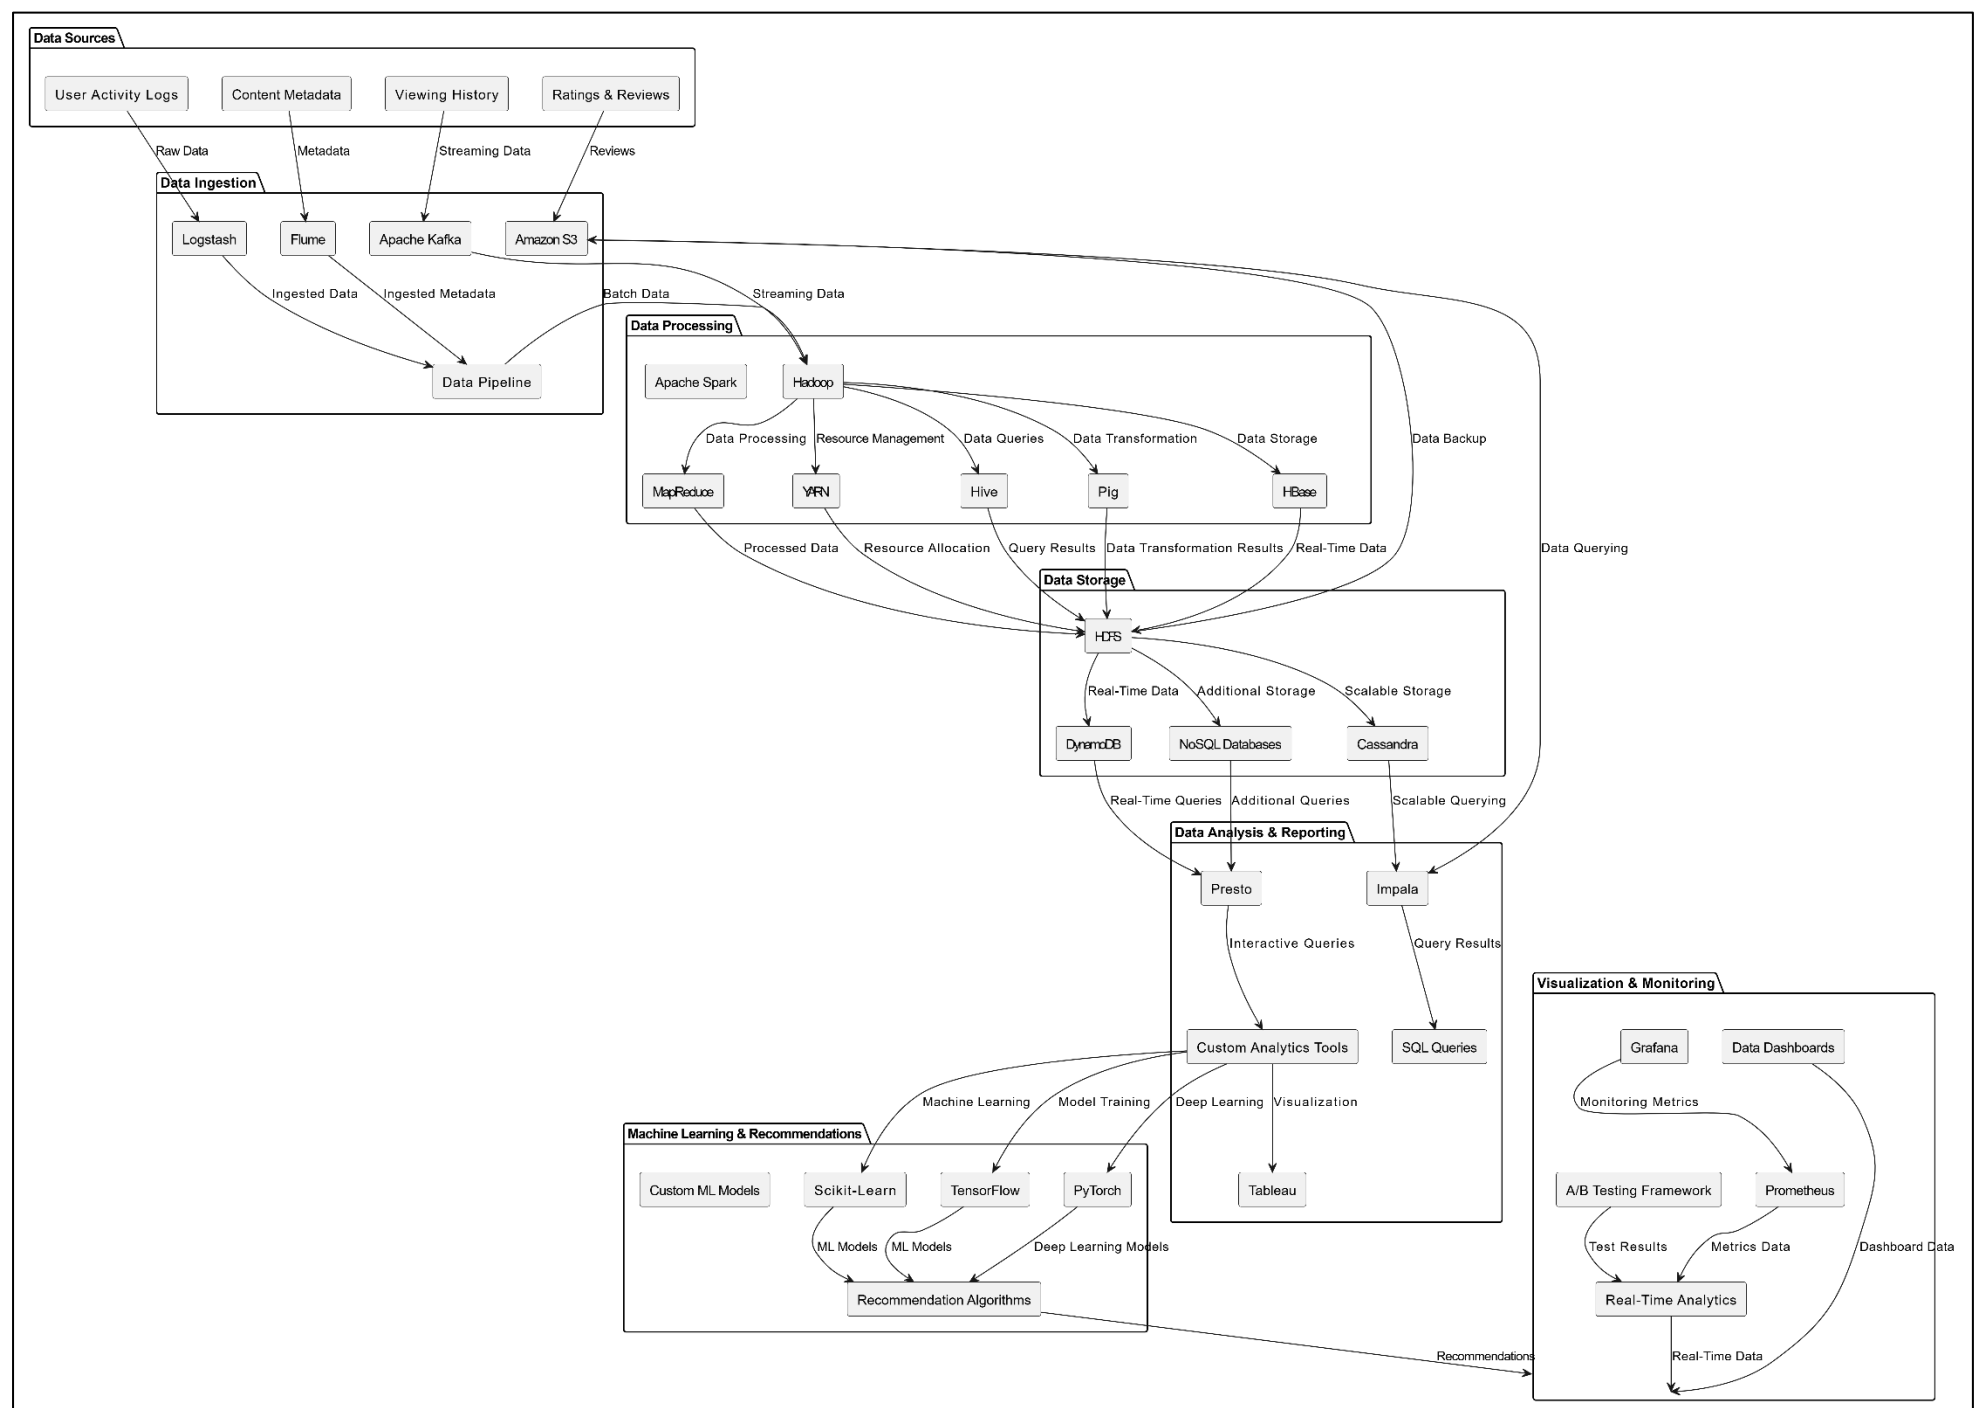 Data Sources
User Activity Logs
Content Metadata
Viewing History
Ratings & Reviews
Raw Data
Metadata
Streaming Data
Reviews
Data Ingestion
Logstash
Flume
Apache Kafka
Amazon S3
Ingested Data
Ingested Metadata
Batch Data
Streaming Data
Data Processing
Data Pipeline
Apache Spark
Hadoop
Data Processing
Resource Management
Data Queries
Data Transformation
Data Storage
Data Backup
MapReduce
YARN
Hive
Pig
HBase
Processed Data
Resource Allocation
Query Results
Data Transformation Results
Real-Time Data
Data Querying
Data Storage
HDFS
Real-Time Data
Additional Storage
Scalable Storage
DynamoDB
NoSQL Databases
Cassandra
Real-Time Queries
Additional Queries
Scalable Querying
Data Analysis & Reporting
Presto
Impala
Interactive Queries
Query Results
Visualization & Monitoring
Custom Analytics Tools
SQL Queries
Grafana
Data Dashboards
Machine Learning
Model Training
Deep Learning
Visualization
Monitoring Metrics
Machine Learning & Recommendations
Custom ML Models
Scikit-Learn
TensorFlow
PyTorch
Tableau
A/B Testing Framework
Prometheus
ML Models
ML Models
Deep Learning Models
Test Results
Metrics Data
Dashboard Data
Recommendation Algorithms
Real-Time Analytics
Recommendations
Real-Time Data